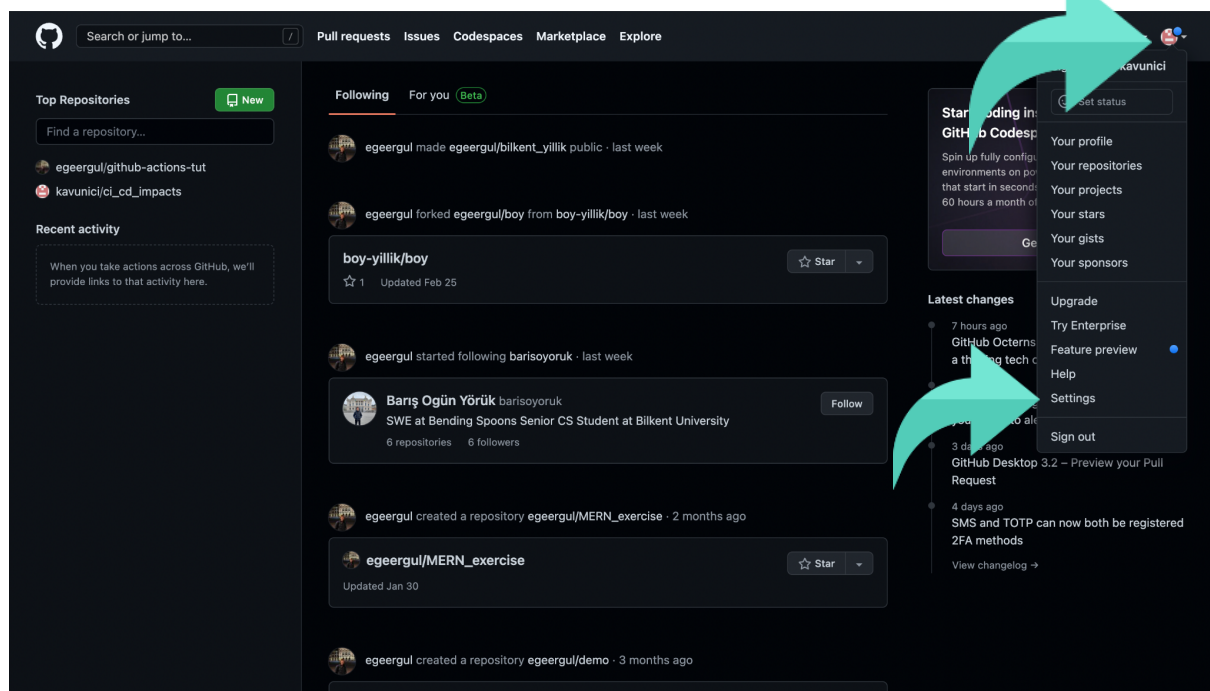 Search or jump to... /
Pull requests Issues Codespaces Marketplace Explore
Top Repositories
New
Find a repository...
egeergul/github-actions-tut
kavunici/ci_cd_impacts
Recent activity
When you take actions across GitHub, we'll
provide links to that activity here.
Following For you Beta
egeergul made egeergul/bilkent_yillik public · last week
egeergul forked egeergul/boy from boy-yillik/boy · last week
boy-yillik/boy
Star
1 Updated Feb 25
egeergul started following barisoyoruk · last week
Barış Ogün Yörük barisoyoruk
Follow
SWE at Bending Spoons Senior CS Student at Bilkent University
6 repositories 6 followers
egeergul created a repository egeergul/MERN_exercise · 2 months ago
egeergul/MERN_exercise
Star
Updated Jan 30
egeergul created a repository egeergul/demo · 3 months ago
GitHub
Spin up fully
environments on
that start in
60 hours a month
Latest changes
7 hours ago
GitHub
a
3 ago
GitHub Desktop 3.2 – Preview your Pull
Request
4 days ago
SMS and TOTP can now both be registered
2FA methods
View changelog →
kavunici
Set status
Your profile
Your repositories
Your projects
Your stars
Your gists
Your sponsors
Upgrade
Try Enterprise
Feature preview
Help
Settings
Sign out